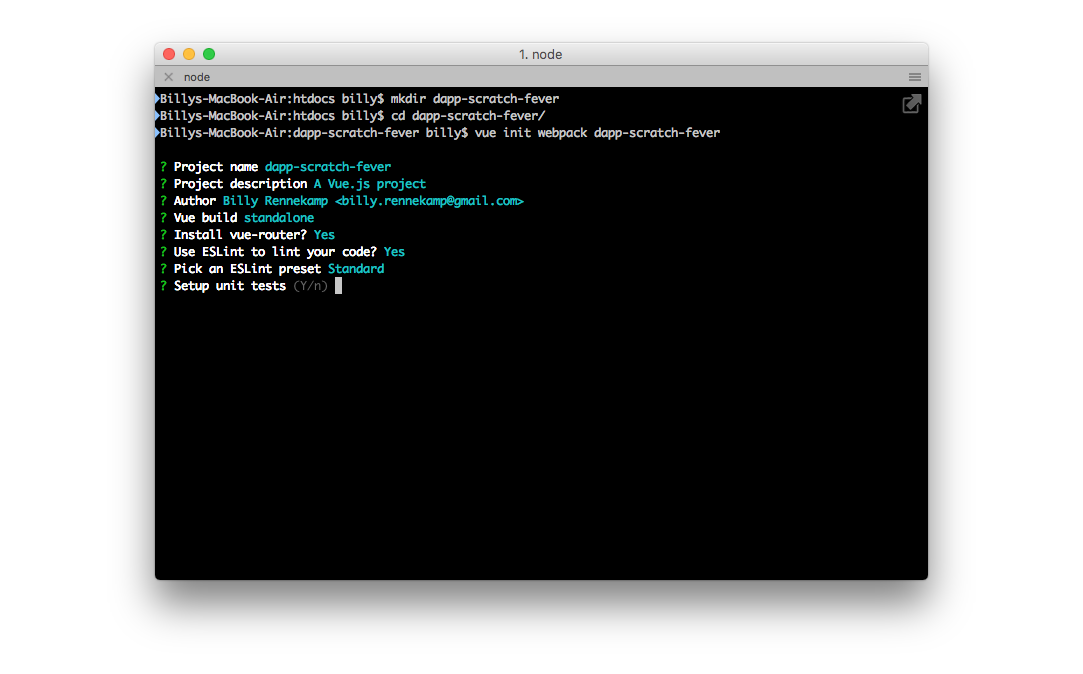 1. node
node
Billys-MacBook-Air:htdocs billy$ mkdir dapp-scratch-fever
Billys-MacBook-Air:htdocs billy$ cd dapp-scratch-fever/
Billys-MacBook-Air:dapp-scratch-fever billy$ vue init webpack dapp-scratch-fever
? Project name dapp-scratch-fever
? Project description A Vue.js project
? Author Billy Rennekamp <billy.rennekamp@gmail.com>
? Vue build standalone
? Install vue-router? Yes
? Use ESLint to lint your code? Yes
? Pick an ESLint preset Standard
? Setup unit tests (Y/n)